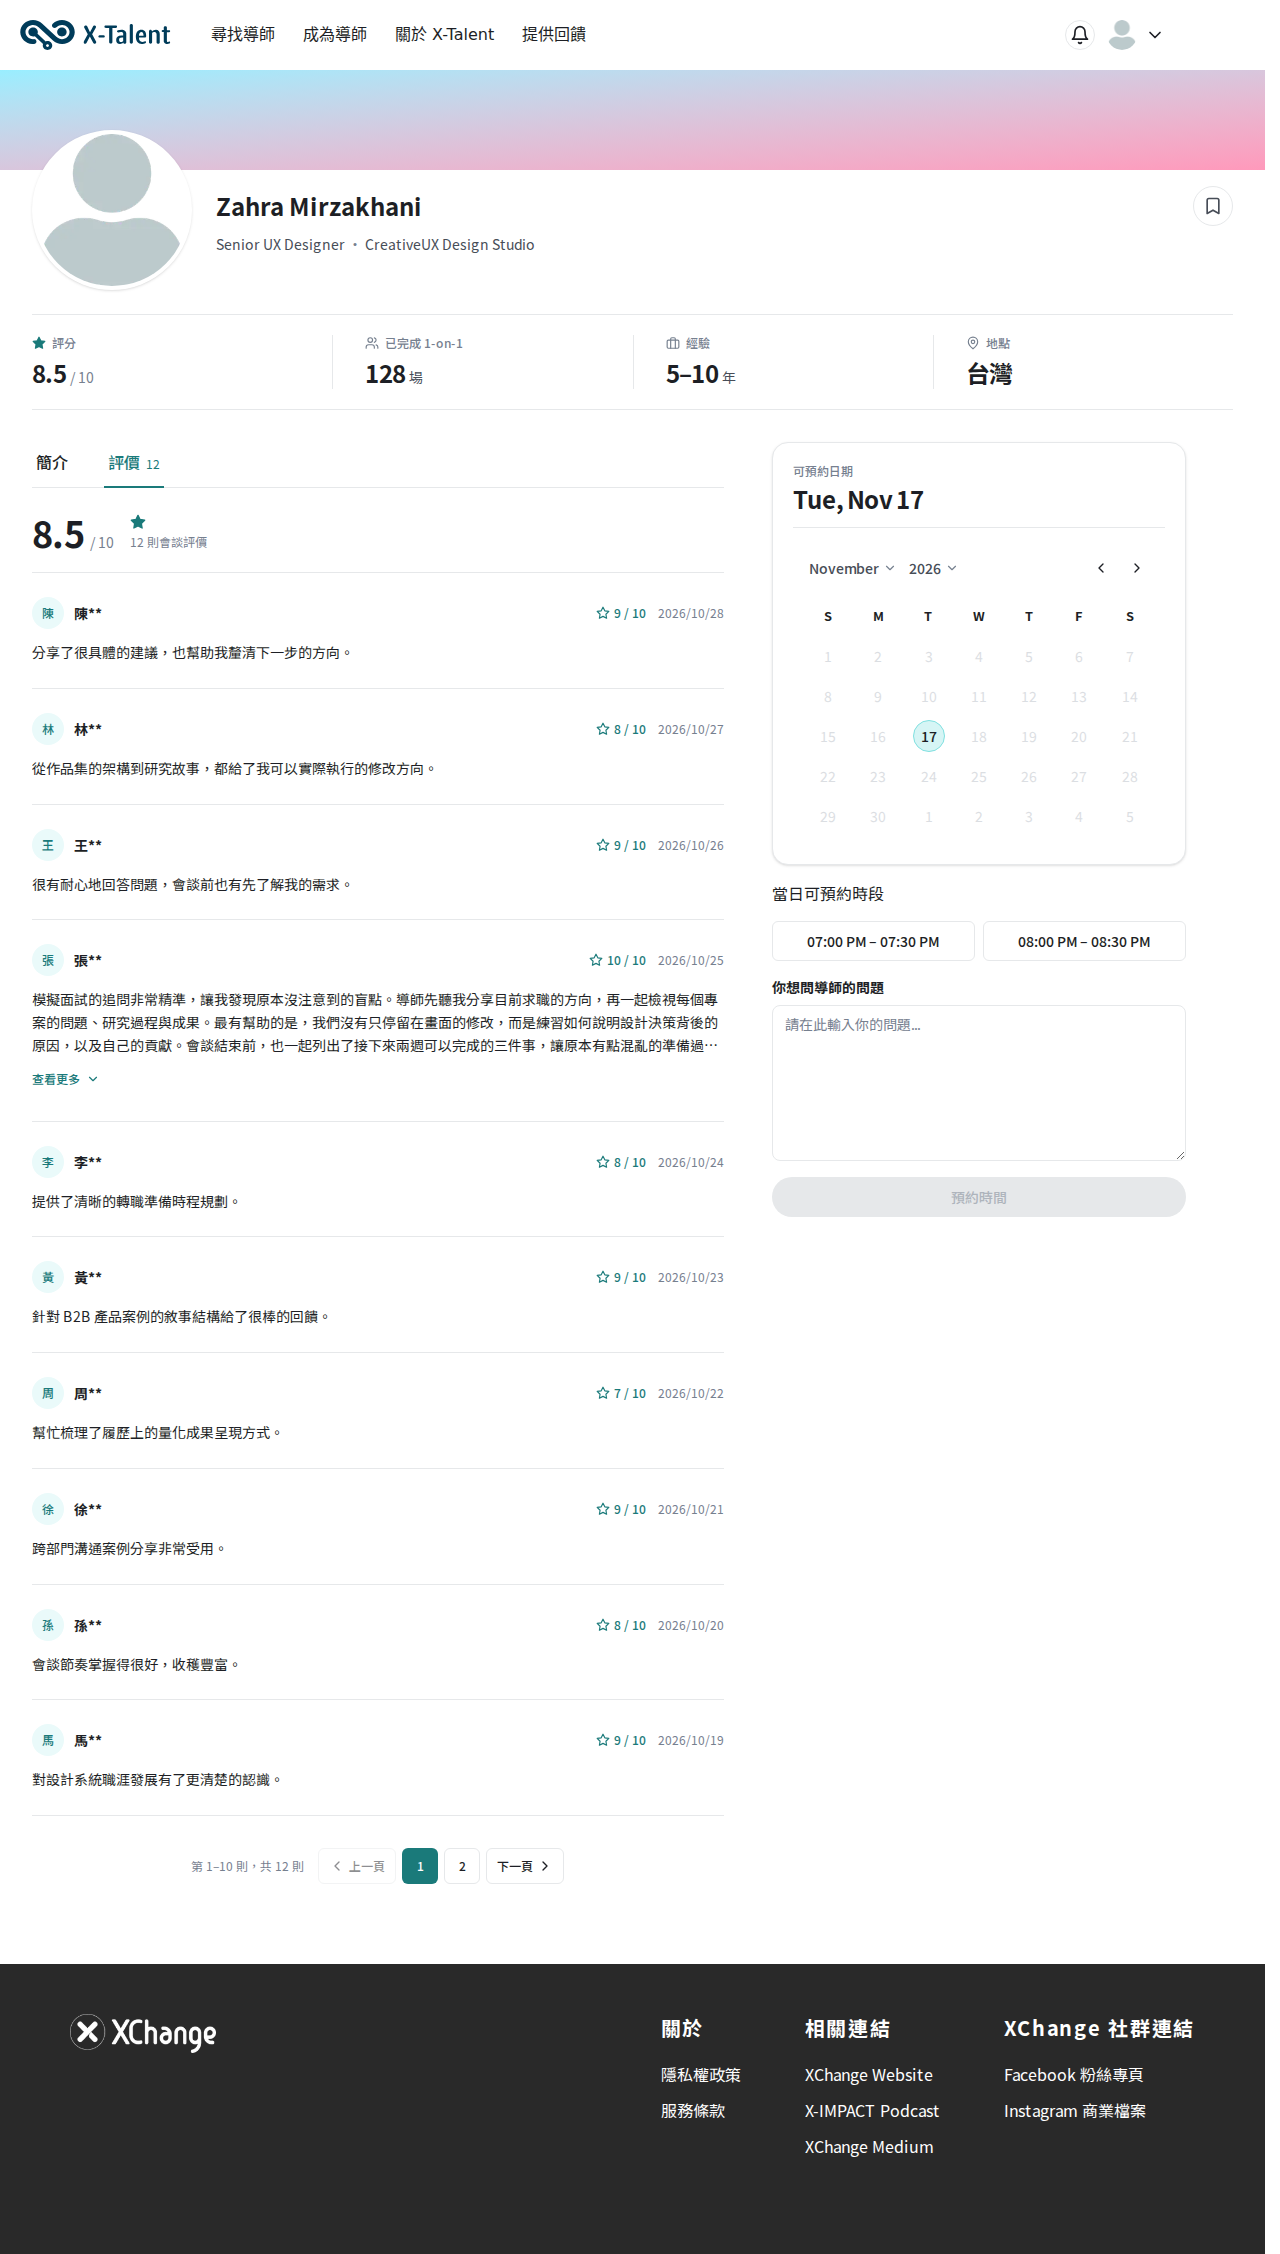 X-Talent
尋找導師 成為導師 關於 X-Talent 提供回饋
Zahra Mirzakhani
Senior UX Designer • CreativeUX Design Studio
評分
8.5 / 10
已完成 1-on-1
128 場
經驗
5–10 年
地點
台灣
簡介 評價 12
8.5 / 10
12 則會談評價
陳 陳** 9 / 10 2026/10/28
分享了很具體的建議，也幫助我釐清下一步的方向。
林 林** 8 / 10 2026/10/27
從作品集的架構到研究故事，都給了我可以實際執行的修改方向。
王 王** 9 / 10 2026/10/26
很有耐心地回答問題，會談前也有先了解我的需求。
張 張** 10 / 10 2026/10/25
模擬面試的追問非常精準，讓我發現原本沒注意到的盲點。導師先聽我分享目前求職的方向，再一起檢視每個專
案的問題、研究過程與成果。最有幫助的是，我們沒有只停留在畫面的修改，而是練習如何說明設計決策背後的
原因，以及自己的貢獻。會談結束前，也一起列出了接下來兩週可以完成的三件事，讓原本有點混亂的準備過…
查看更多
李 李** 8 / 10 2026/10/24
提供了清晰的轉職準備時程規劃。
黃 黃** 9 / 10 2026/10/23
針對 B2B 產品案例的敘事結構給了很棒的回饋。
周 周** 7 / 10 2026/10/22
幫忙梳理了履歷上的量化成果呈現方式。
徐 徐** 9 / 10 2026/10/21
跨部門溝通案例分享非常受用。
孫 孫** 8 / 10 2026/10/20
會談節奏掌握得很好，收穫豐富。
馬 馬** 9 / 10 2026/10/19
對設計系統職涯發展有了更清楚的認識。
第 1–10 則，共 12 則 上一頁 1 2 下一頁
可預約日期
Tue, Nov 17
November 2026
S M T W T F S
1 2 3 4 5 6 7
8 9 10 11 12 13 14
15 16 17 18 19 20 21
22 23 24 25 26 27 28
29 30 1 2 3 4 5
當日可預約時段
07:00 PM – 07:30 PM 08:00 PM – 08:30 PM
你想問導師的問題
請在此輸入你的問題...
預約時間
XChange
關於
隱私權政策
服務條款
相關連結
XChange Website
X-IMPACT Podcast
XChange Medium
XChange 社群連結
Facebook 粉絲專頁
Instagram 商業檔案